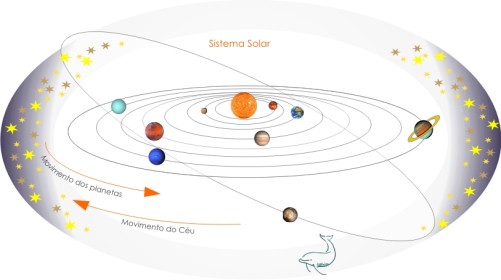 Sistema Solar
Movimento dos planetas
Movimento do Céu